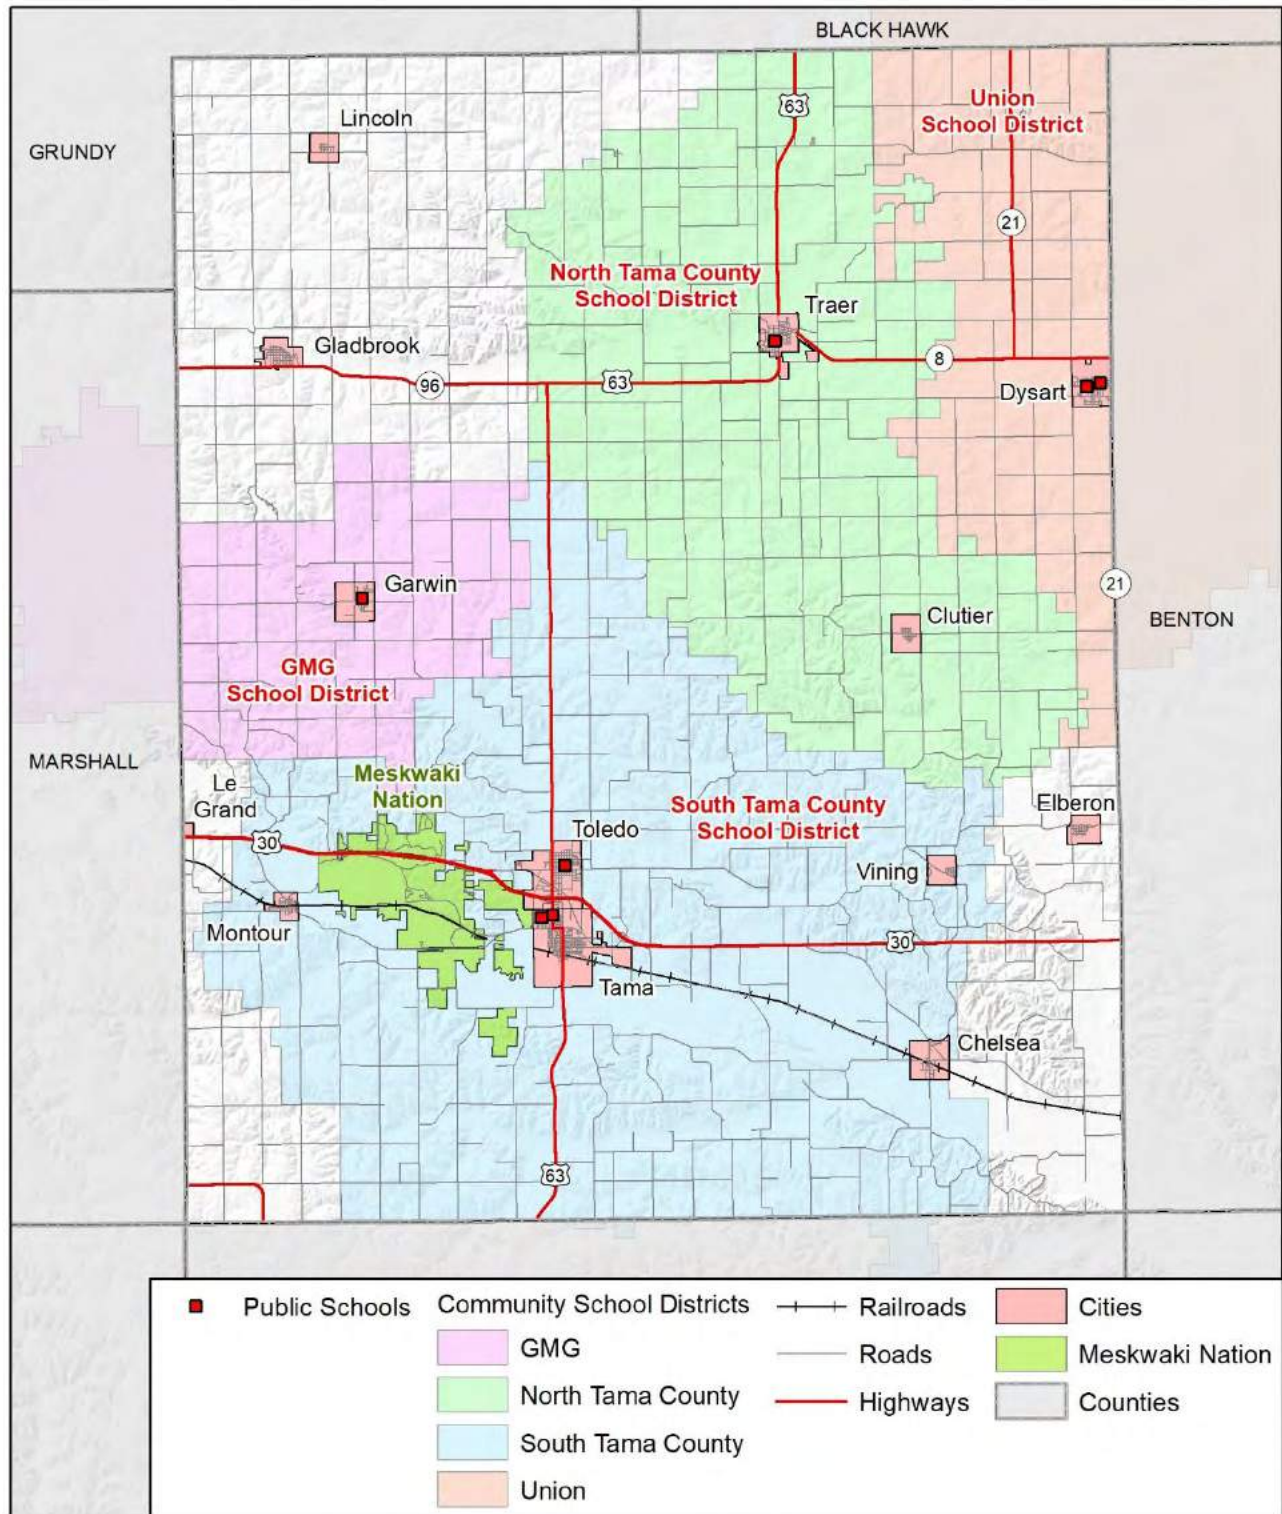 BLACK HAWK
63
Union
School District
Lincoln
GRUNDY
21
North Tama County
School District
Traer
Gladbrook
8
96
63
Dysart
Garwin
21
Clutier
BENTON
GMG
School District
MARSHALL
Meskwaki
Nation
Le
Grand
South Tama County
School District
Elberon
Toledo
30
Vining
Montour
30
Tama
Chelsea
63
Public Schools
Community School Districts
GMG
North Tama County
South Tama County
Union
Railroads
Roads
Highways
Cities
Meskwaki Nation
Counties